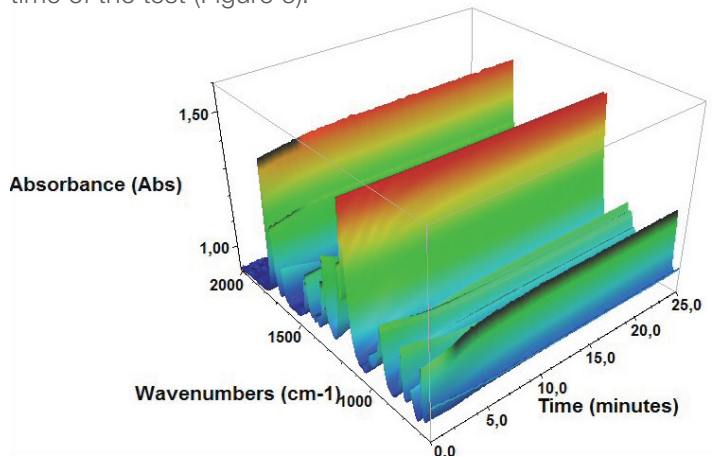 time of the test (Figure 8).
1,50
Absorbance (Abs)
1,00
2000
1500
Wavenumbers (cm-1)
1000
0,0
5,0
10,0
15,0
20,0
25,0
Time (minutes)